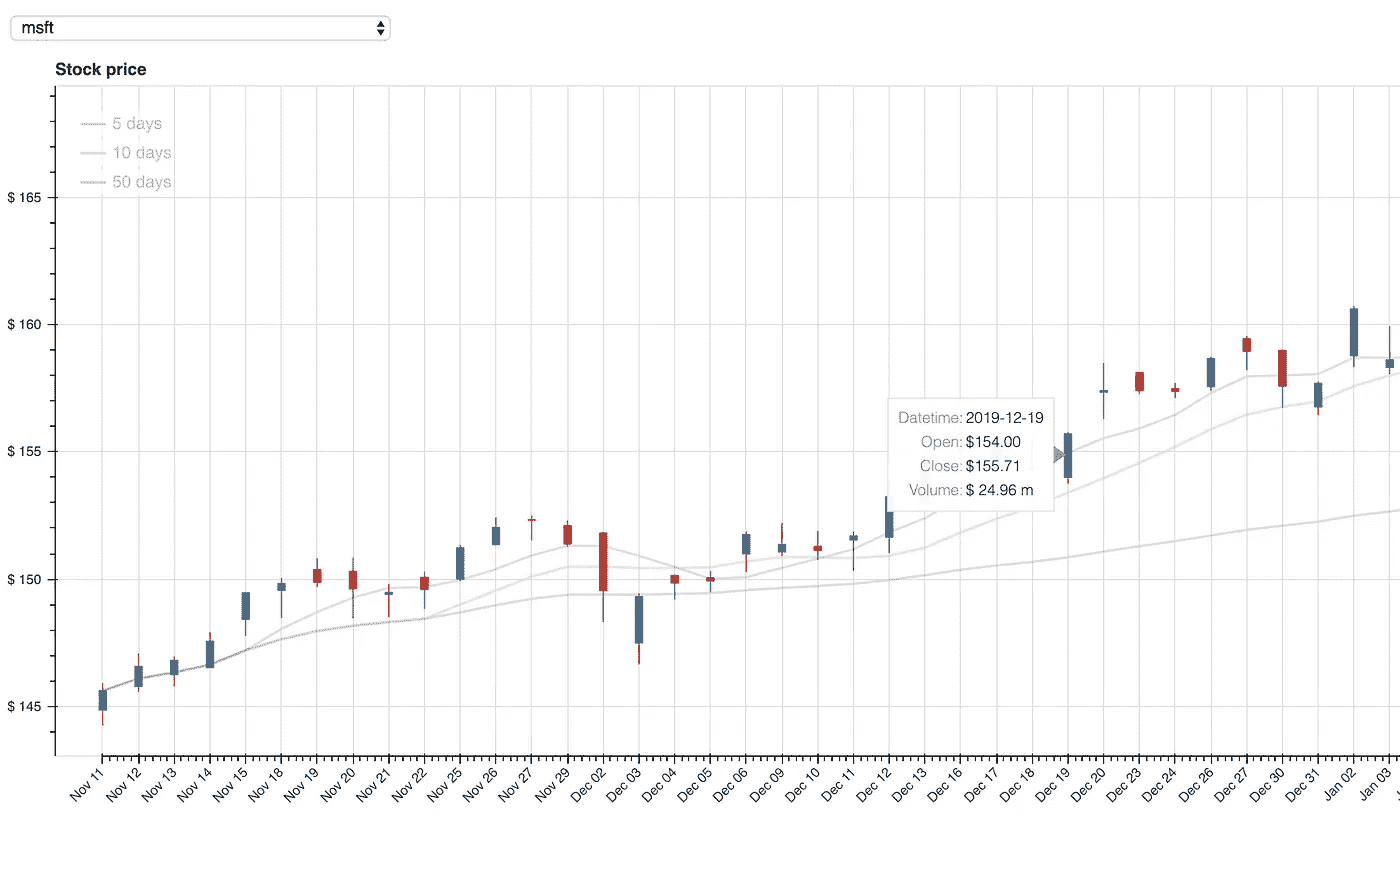 msft
Stock price
5 days
10 days
50 days
$ 165
$ 160
$ 155
$ 150
$ 145
Datetime: 2019-12-19
Open: $154.00
Close: $155.71
Volume: $ 24.96 m
Nov 11
Nov 12
Nov 13
Nov 14
Nov 15
Nov 18
Nov 19
Nov 20
Nov 21
Nov 22
Nov 25
Nov 26
Nov 27
Nov 29
Dec 02
Dec 03
Dec 04
Dec 05
Dec 06
Dec 09
Dec 10
Dec 11
Dec 12
Dec 13
Dec 16
Dec 17
Dec 18
Dec 19
Dec 20
Dec 23
Dec 24
Dec 26
Dec 27
Dec 30
Dec 31
Jan 02
Jan 03